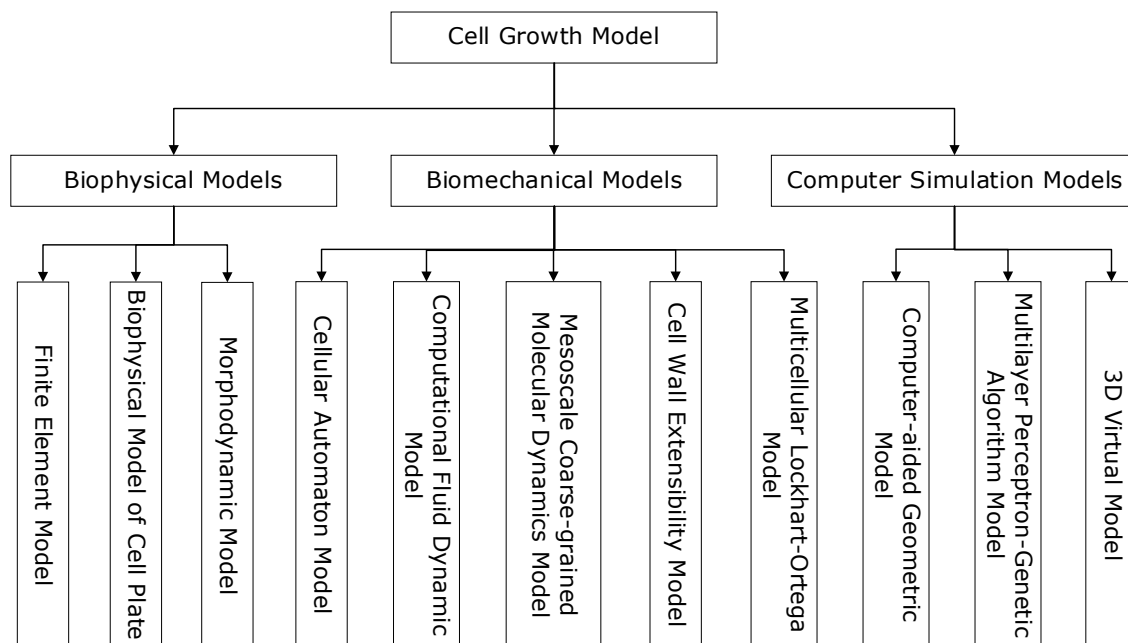 Cell Growth Model
Biophysical Models
Biomechanical Models
Computer Simulation Models
Finite Element Model
Biophysical Model of Cell Plate
Morphodynamic Model
Cellular Automaton Model
Computational Fluid Dynamic
Model
Mesoscale Coarse-grained
Molecular Dynamics Model
Cell Wall Extensibility Model
Multicellular Lockhart-Ortega
Model
Computer-aided Geometric
Model
Multilayer Perceptron-Genetic
Algorithm Model
3D Virtual Model